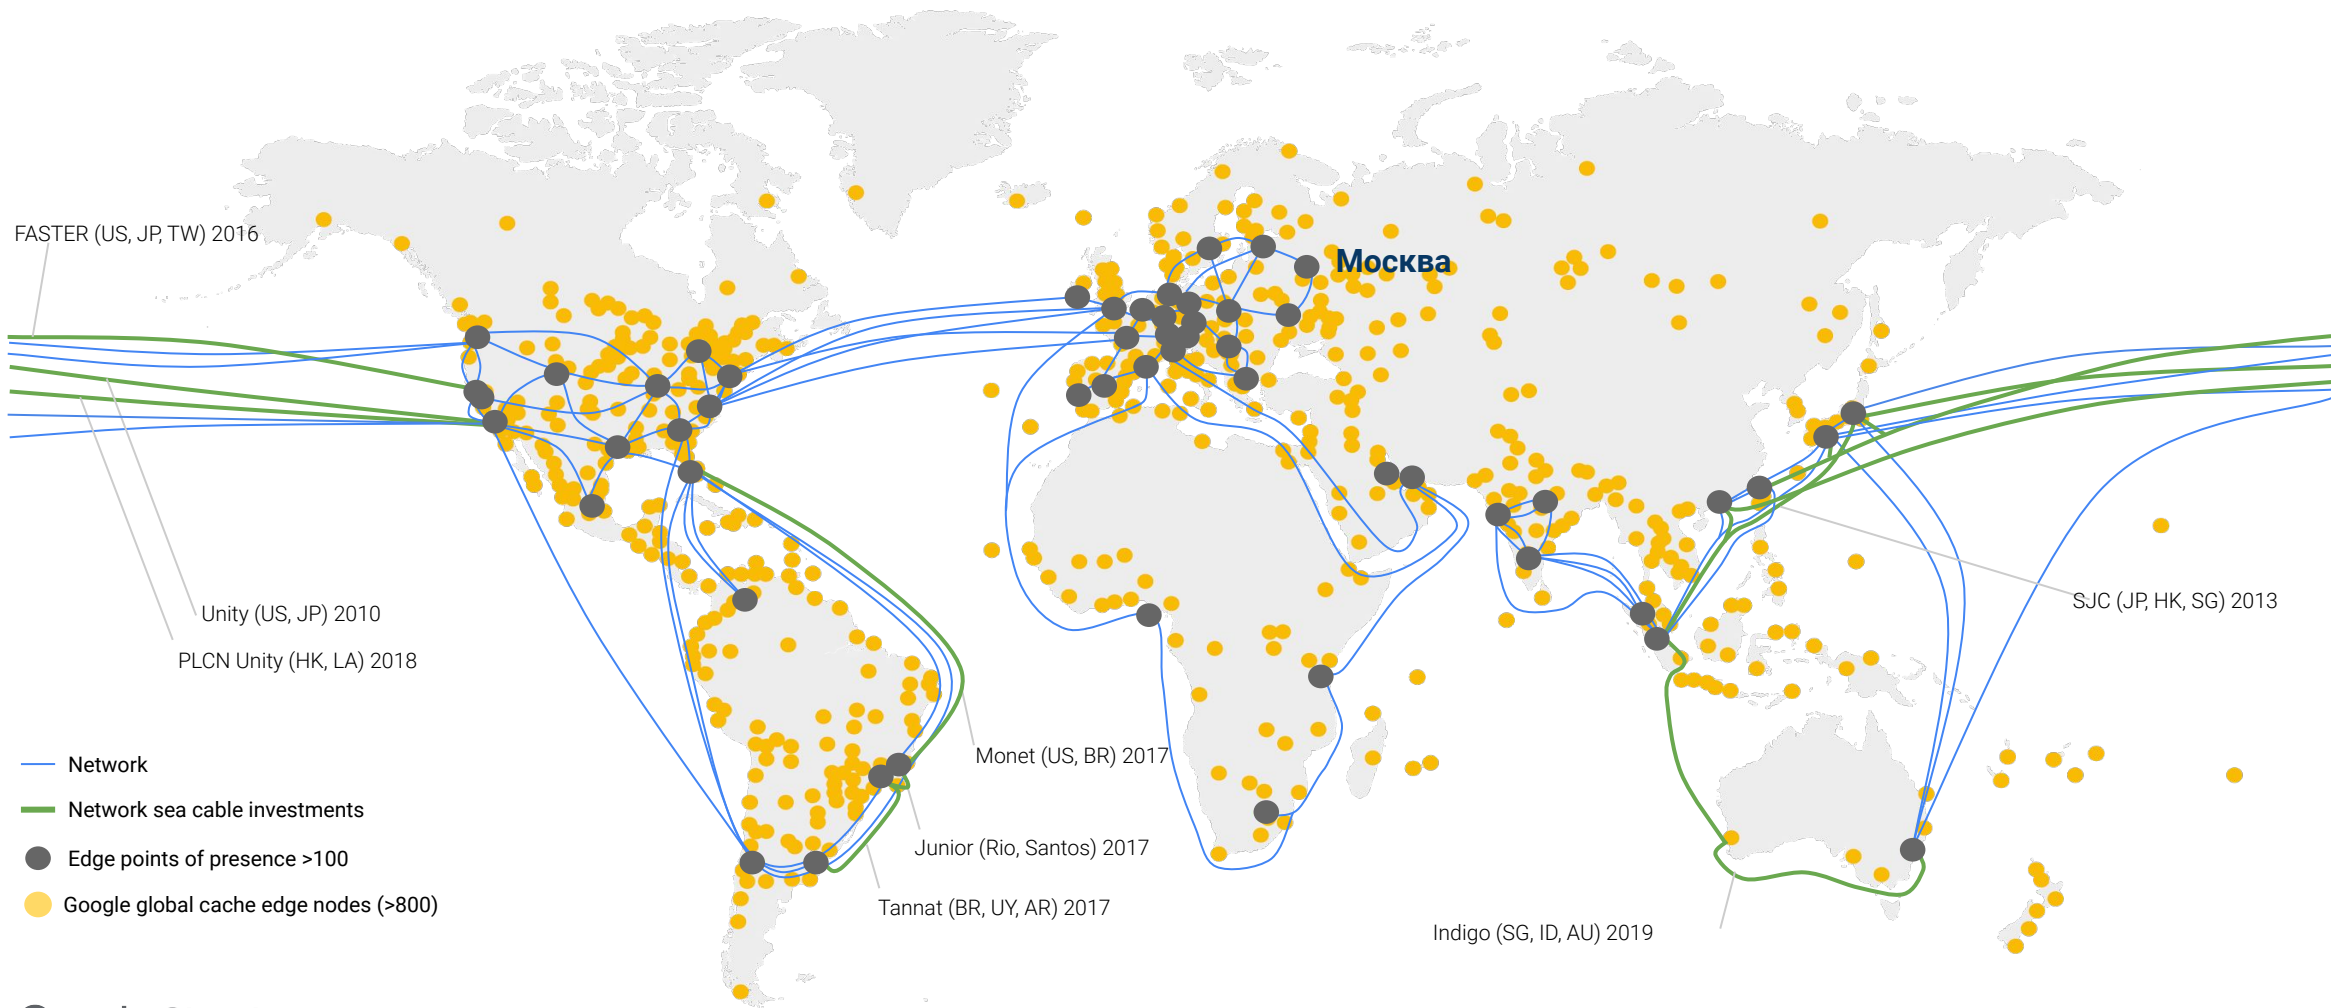 Москва
FASTER (US, JP, TW) 2016
Unity (US, JP) 2010
PLCN Unity (HK, LA) 2018
SJC (JP, HK, SG) 2013
Monet (US, BR) 2017
Junior (Rio, Santos) 2017
Tannat (BR, UY, AR) 2017
Indigo (SG, ID, AU) 2019
Network
Network sea cable investments
Edge points of presence >100
Google global cache edge nodes (>800)